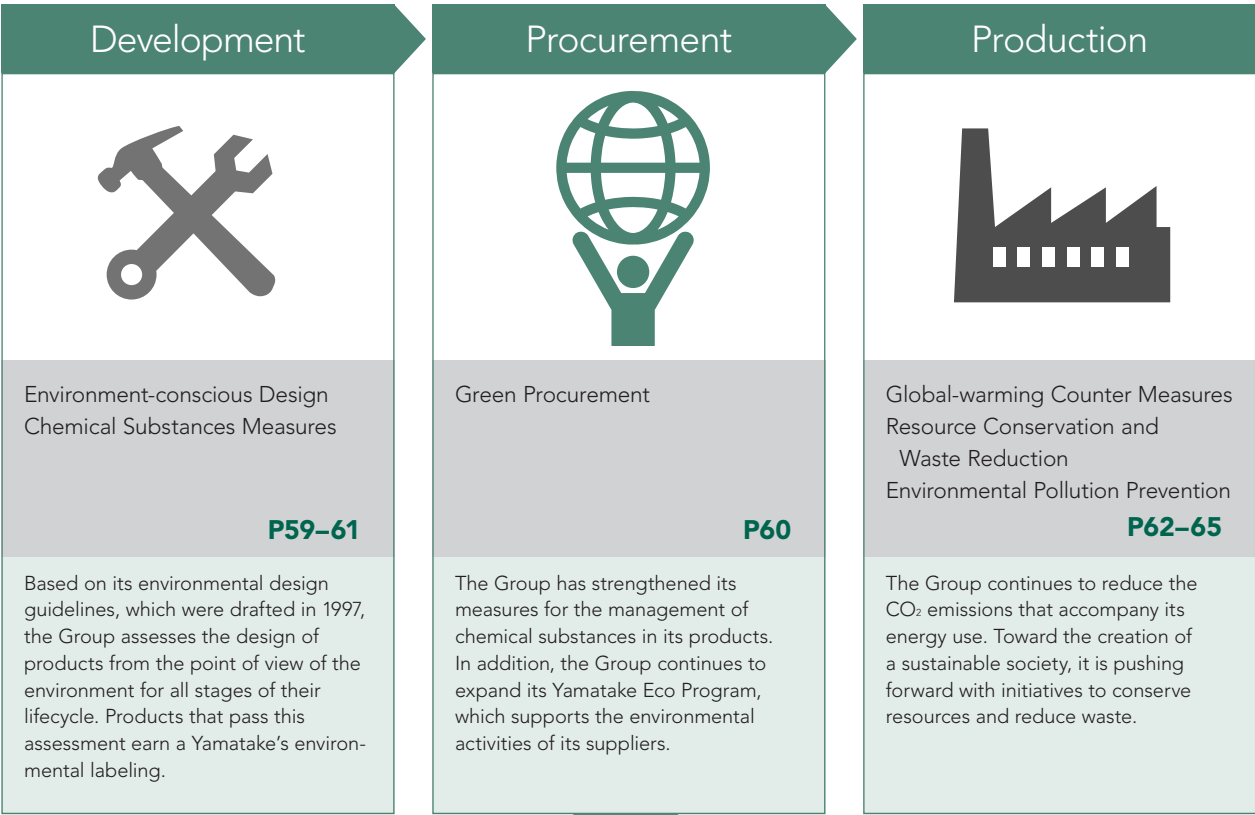 Development
Environment-conscious Design
Chemical Substances Measures
P59–61
Based on its environmental design
guidelines, which were drafted in 1997,
the Group assesses the design of
products from the point of view of the
environment for all stages of their
lifecycle. Products that pass this
assessment earn a Yamatake's environ-
mental labeling.
Procurement
Green Procurement
P60
The Group has strengthened its
measures for the management of
chemical substances in its products.
In addition, the Group continues to
expand its Yamatake Eco Program,
which supports the environmental
activities of its suppliers.
Production
Global-warming Counter Measures
Resource Conservation and
Waste Reduction
Environmental Pollution Prevention
P62–65
The Group continues to reduce the
CO₂ emissions that accompany its
energy use. Toward the creation of
a sustainable society, it is pushing
forward with initiatives to conserve
resources and reduce waste.